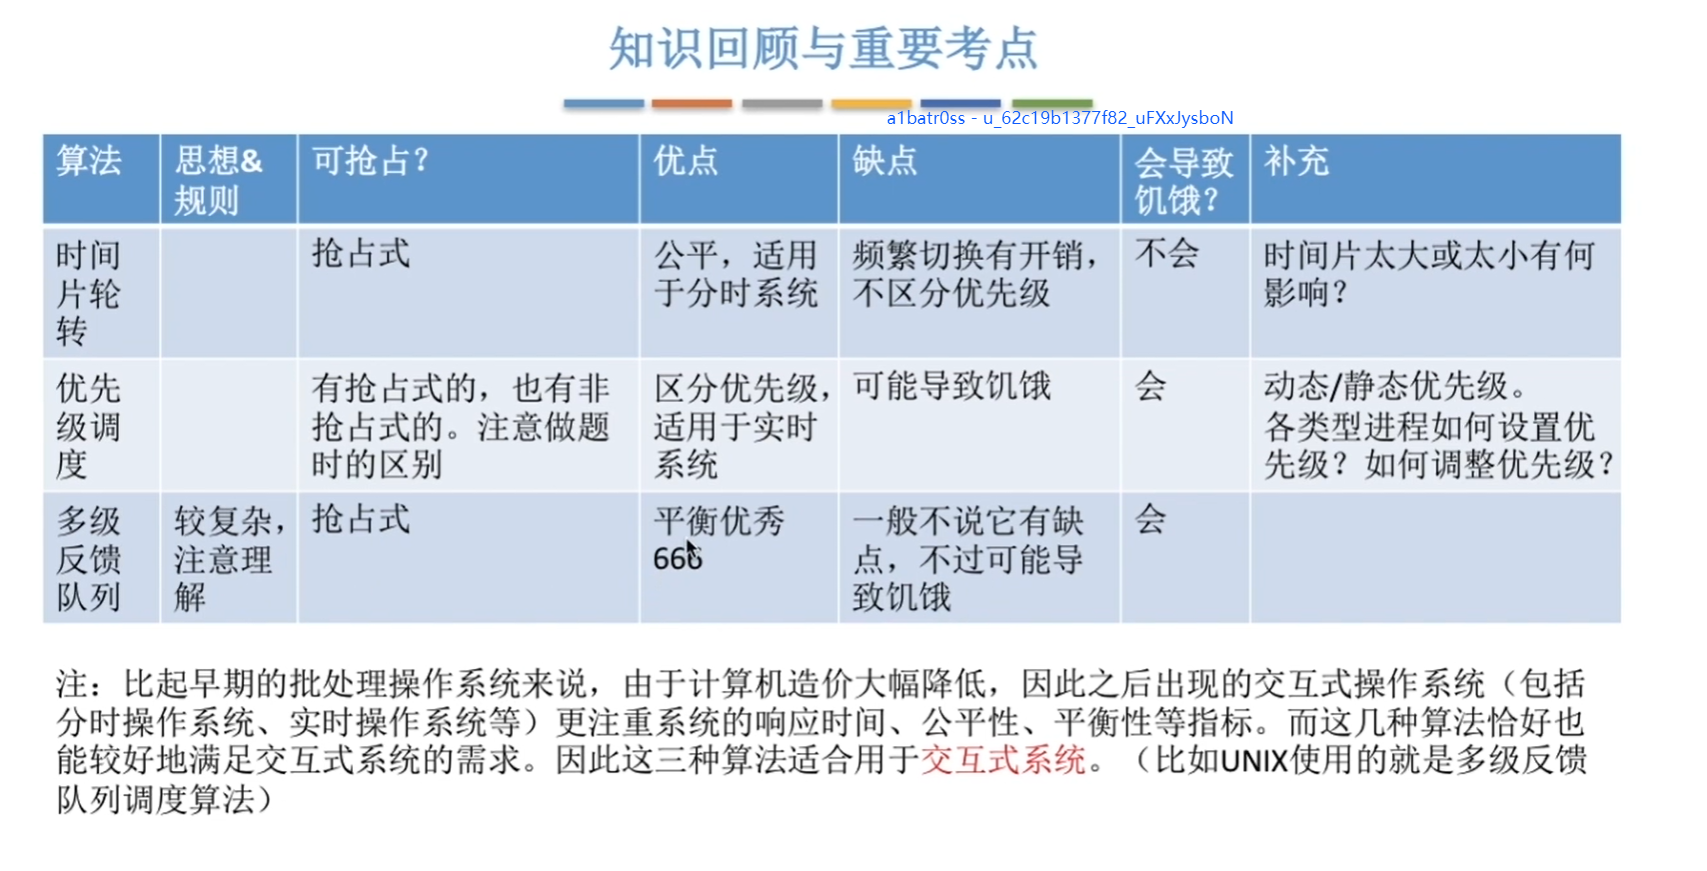 知识回顾与重要考点
a1batr0ss - u_62c19b1377f82_uFXxJysboN
算法
思想&
规则
可抢占？
优点
缺点
会导致
饥饿？
补充
时间
片轮
转
抢占式
公平，适用
于分时系统
频繁切换有开销，
不区分优先级
不会
时间片太大或太小有何
影响？
优先
级调
度
有抢占式的，也有非
抢占式的。注意做题
时的区别
区分优先级，
适用于实时
系统
可能导致饥饿
会
动态/静态优先级。
各类型进程如何设置优
先级？如何调整优先级？
多级
反馈
队列
较复杂，
注意理
解
抢占式
平衡优秀
666
一般不说它有缺
点，不过可能导
致饥饿
会
注：比起早期的批处理操作系统来说，由于计算机造价大幅降低，因此之后出现的交互式操作系统（包括
分时操作系统、实时操作系统等）更注重系统的响应时间、公平性、平衡性等指标。而这几种算法恰好也
能较好地满足交互式系统的需求。因此这三种算法适合用于交互式系统。（比如UNIX使用的就是多级反馈
队列调度算法）